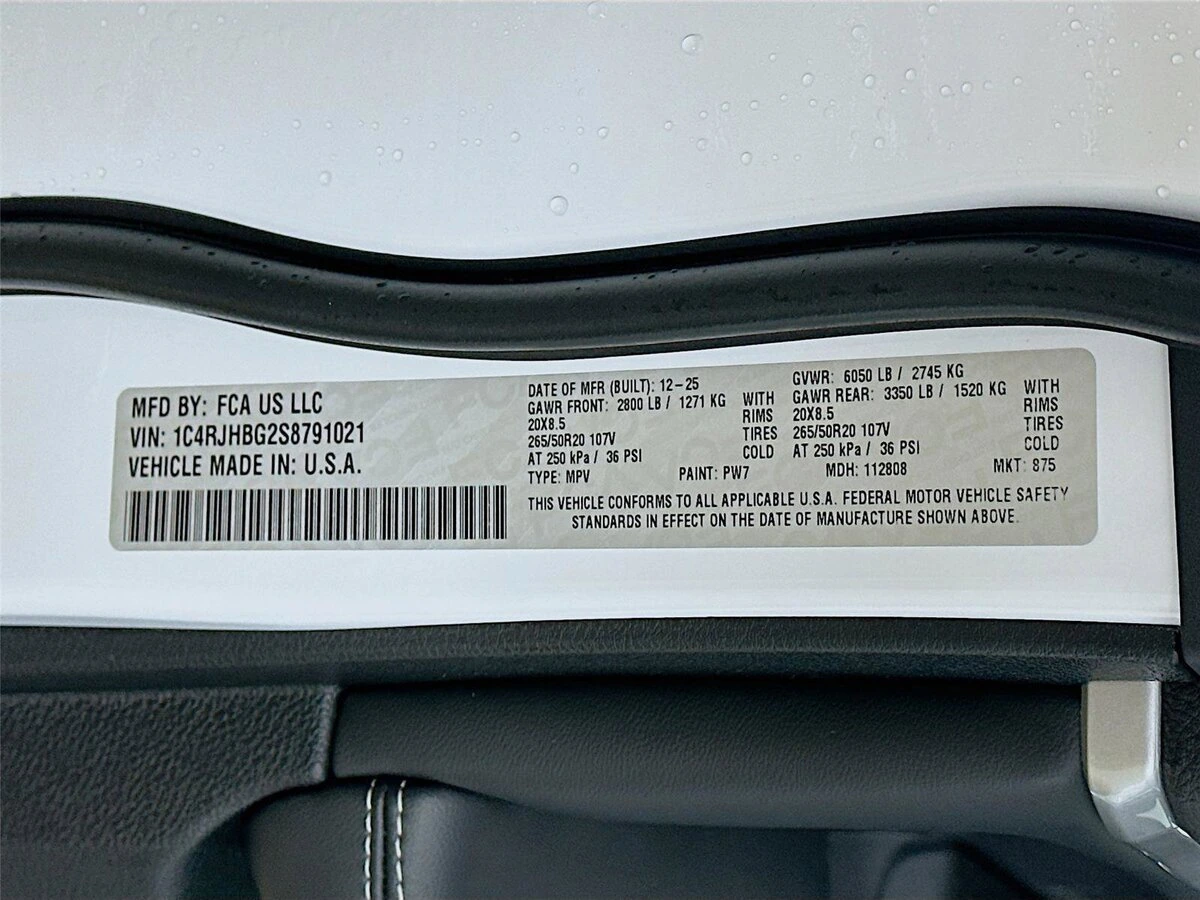 MFD BY: FCA US LLC
VIN: 1C4RJHBG2S8791021
VEHICLE MADE IN: U.S.A.
DATE OF MFR (BUILT): 12-25
GAWR FRONT: 2800 LB / 1271 KG WITH
20X8.5 RIMS
265/50R20 107V TIRES
AT 250 kPa / 36 PSI COLD
GVWR: 6050 LB / 2745 KG
GAWR REAR: 3350 LB / 1520 KG WITH
20X8.5 RIMS
265/50R20 107V TIRES
AT 250 kPa / 36 PSI COLD
TYPE: MPV PAINT: PW7 MDH: 112808 MKT: 875
THIS VEHICLE CONFORMS TO ALL APPLICABLE U.S.A. FEDERAL MOTOR VEHICLE SAFETY
STANDARDS IN EFFECT ON THE DATE OF MANUFACTURE SHOWN ABOVE.